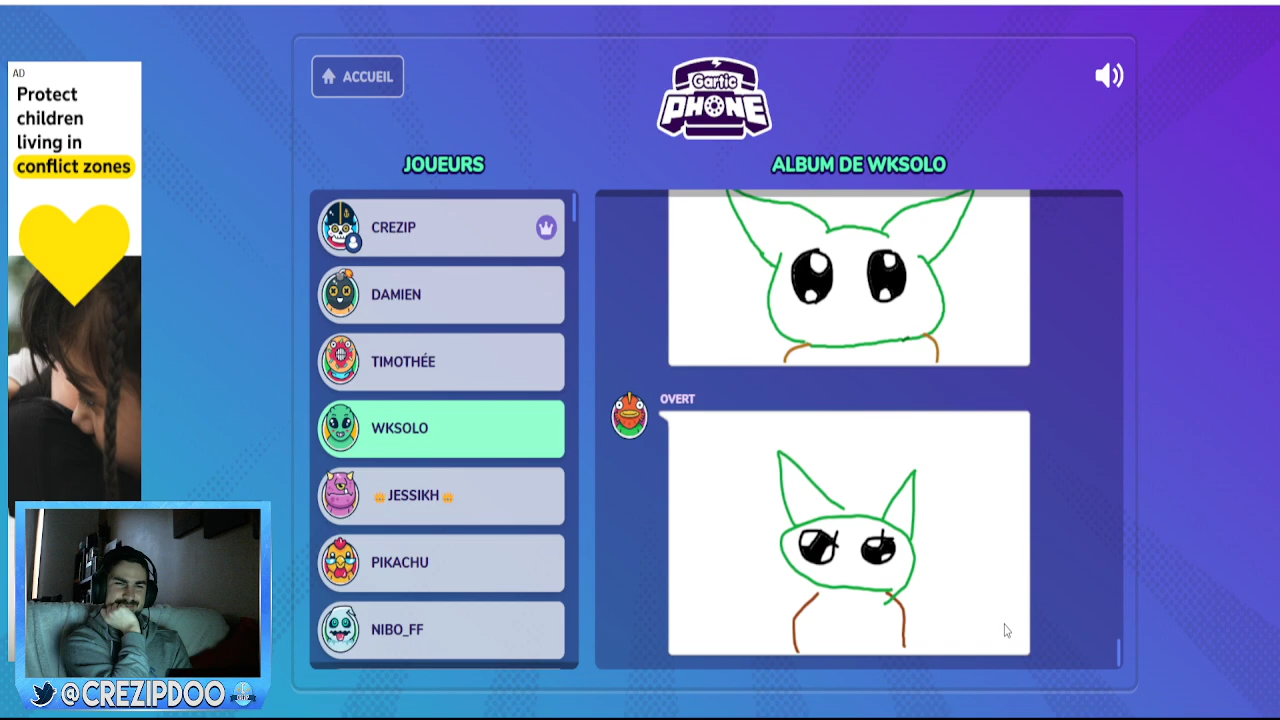 AD
Protect
children
living in
conflict zones
ACCUEIL
Gartic
PHONE
JOUEURS
ALBUM DE WKSOLO
CREZIP
DAMIEN
TIMOTHÉE
WKSOLO
JESSIKH
PIKACHU
NIBO_FF
OVERT
@CREZIPDOO